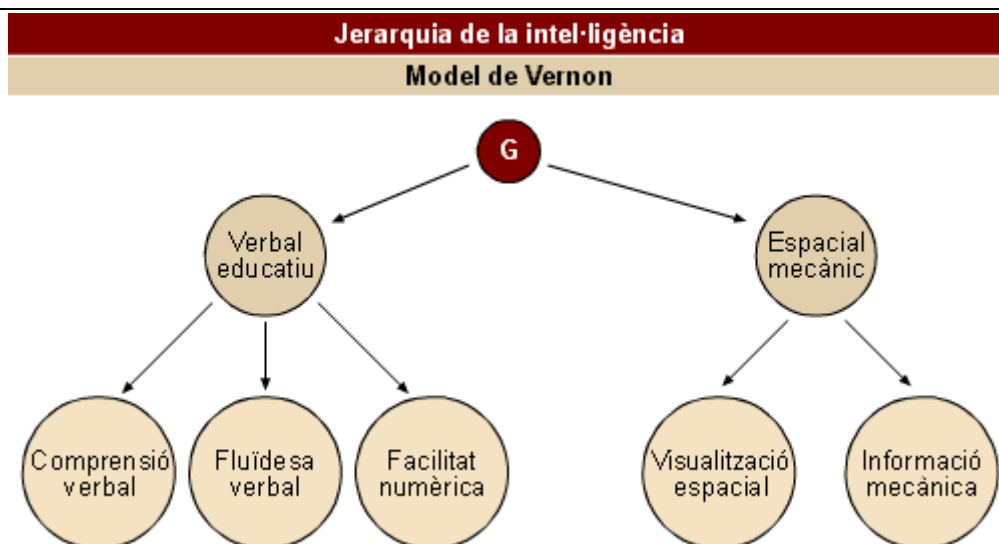 Jerarquia de la intel·ligència
Model de Vernon
G
Verbal
educatiu
Espacial
mecànic
Comprensió
verbal
Fluïdesa
verbal
Facilitat
numèrica
Visualització
espacial
Informació
mecànica